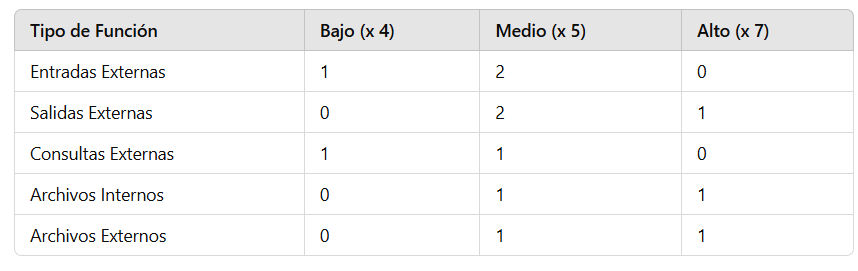 Tipo de Función Bajo (x 4) Medio (x 5) Alto (x 7)
Entradas Externas 1 2 0
Salidas Externas 0 2 1
Consultas Externas 1 1 0
Archivos Internos 0 1 1
Archivos Externos 0 1 1